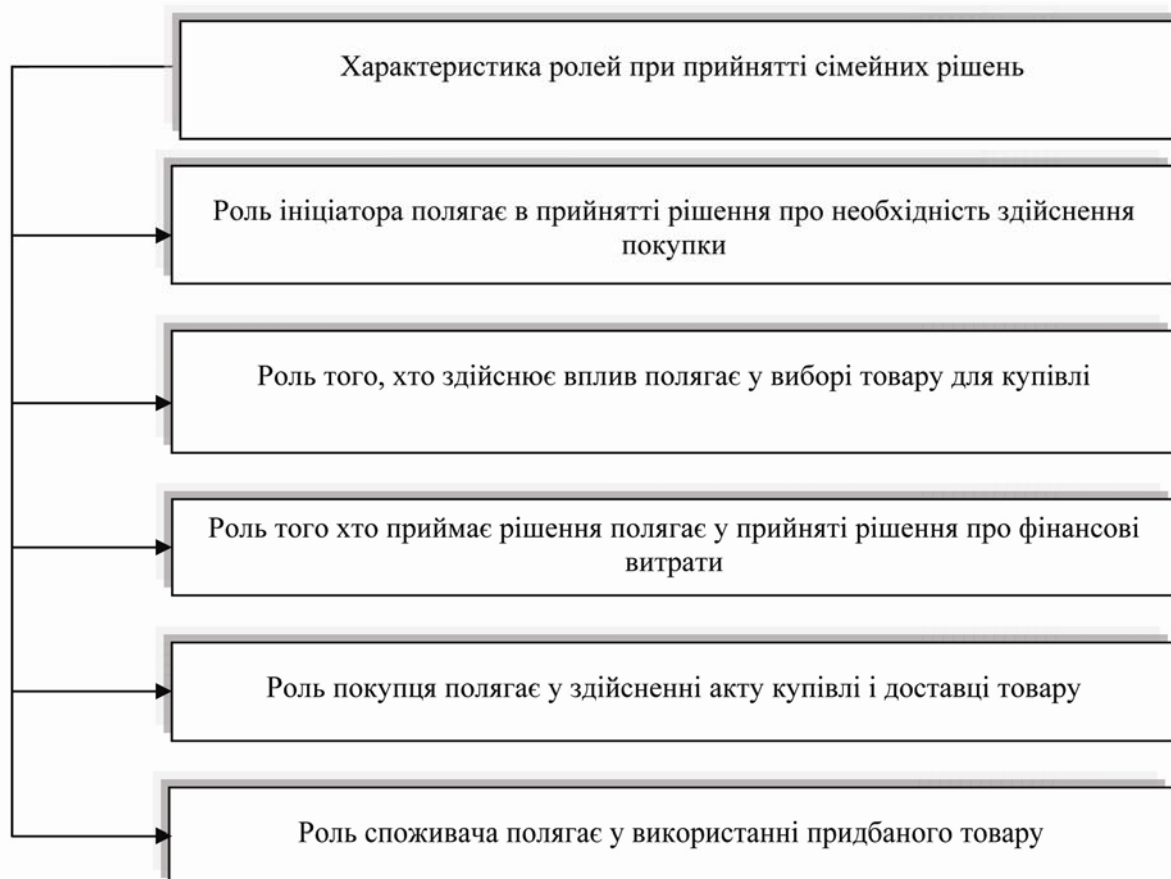 Характеристика ролей при прийнятті сімейних рішень
Роль ініціатора полягає в прийнятті рішення про необхідність здійснення
покупки
Роль того, хто здійснює вплив полягає у виборі товару для купівлі
Роль того хто приймає рішення полягає у прийняті рішення про фінансові
витрати
Роль покупця полягає у здійсненні акту купівлі і доставці товару
Роль споживача полягає у використанні придбаного товару